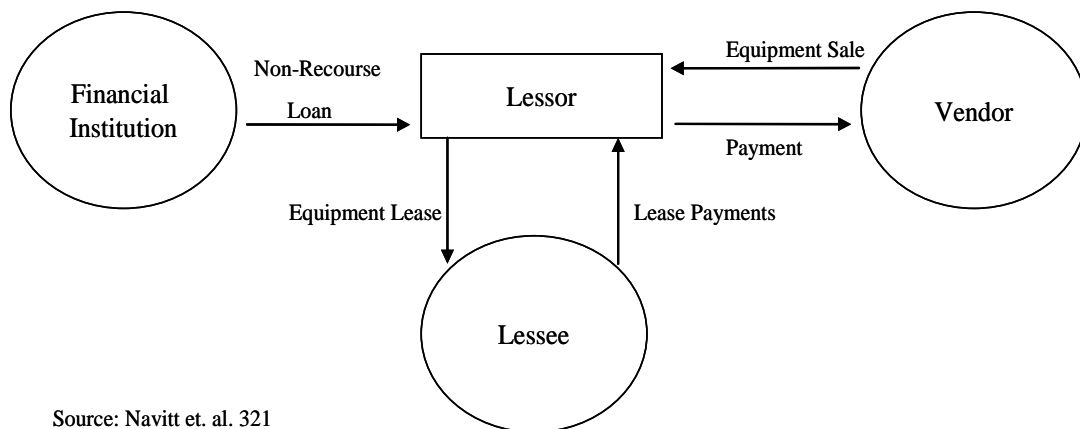 Financial
Institution
Non-Recourse
Loan
Lessor
Equipment Sale
Payment
Vendor
Equipment Lease
Lease Payments
Lessee
Source: Navitt et. al. 321